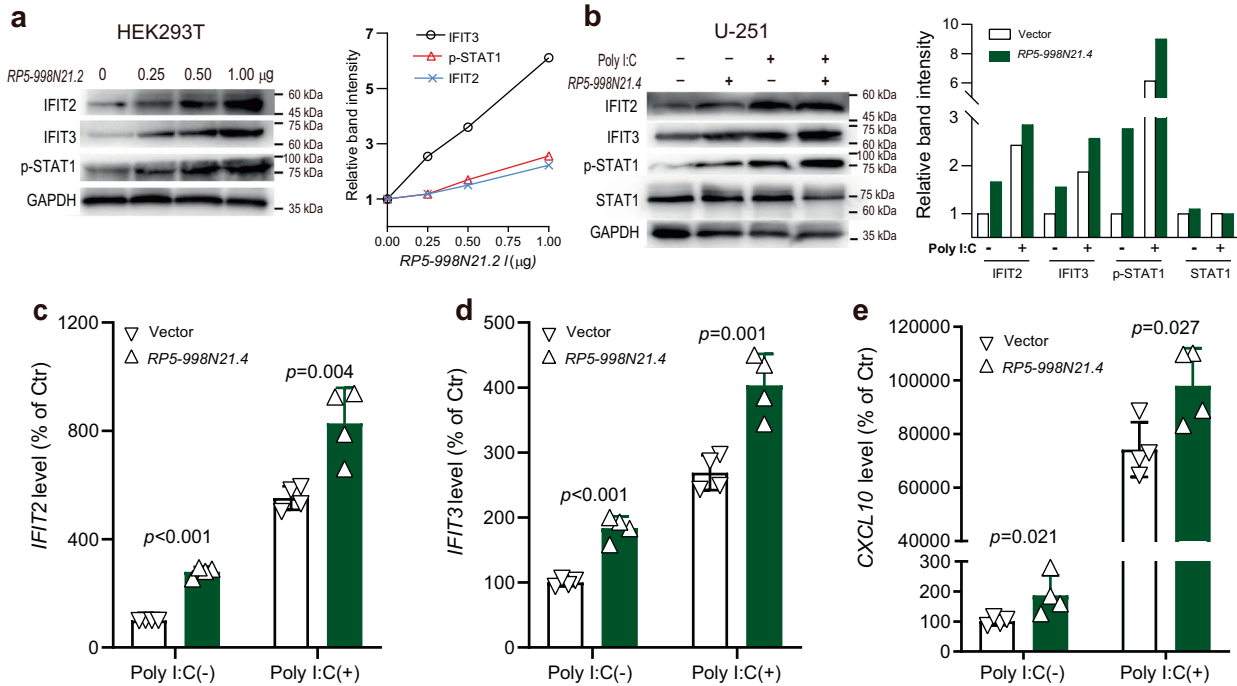 a
HEK293T
RP5-998N21.2 0 0.25 0.50 1.00 μg
IFIT2
60 kDa
45 kDa
IFIT3
75 kDa
60 kDa
p-STAT1
100 kDa
75 kDa
GAPDH
35 kDa
Relative band intensity
7
5
3
1
IFIT3
p-STAT1
IFIT2
0.00 0.25 0.50 1.00
RP5-998N21.2 / (μg)
b
U-251
Poly I:C − − + +
RP5-998N21.4 − + − +
IFIT2
60 kDa
45 kDa
IFIT3
75 kDa
60 kDa
p-STAT1
100 kDa
75 kDa
STAT1
75 kDa
60 kDa
GAPDH
35 kDa
Relative band intensity
10
8
6
3
2
1
Vector
RP5-998N21.4
Poly I:C - + - + - + - +
IFIT2 IFIT3 p-STAT1 STAT1
c
IFIT2 level (% of Ctr)
1200
800
400
0
Vector
RP5-998N21.4
p<0.001
p=0.004
Poly I:C(-) Poly I:C(+)
d
IFIT3 level (% of Ctr)
500
400
300
200
100
0
Vector
RP5-998N21.4
p<0.001
p=0.001
Poly I:C(-) Poly I:C(+)
e
CXCL10 level (% of Ctr)
120000
100000
80000
60000
40000
300
200
100
0
Vector
RP5-998N21.4
p=0.021
p=0.027
Poly I:C(-) Poly I:C(+)